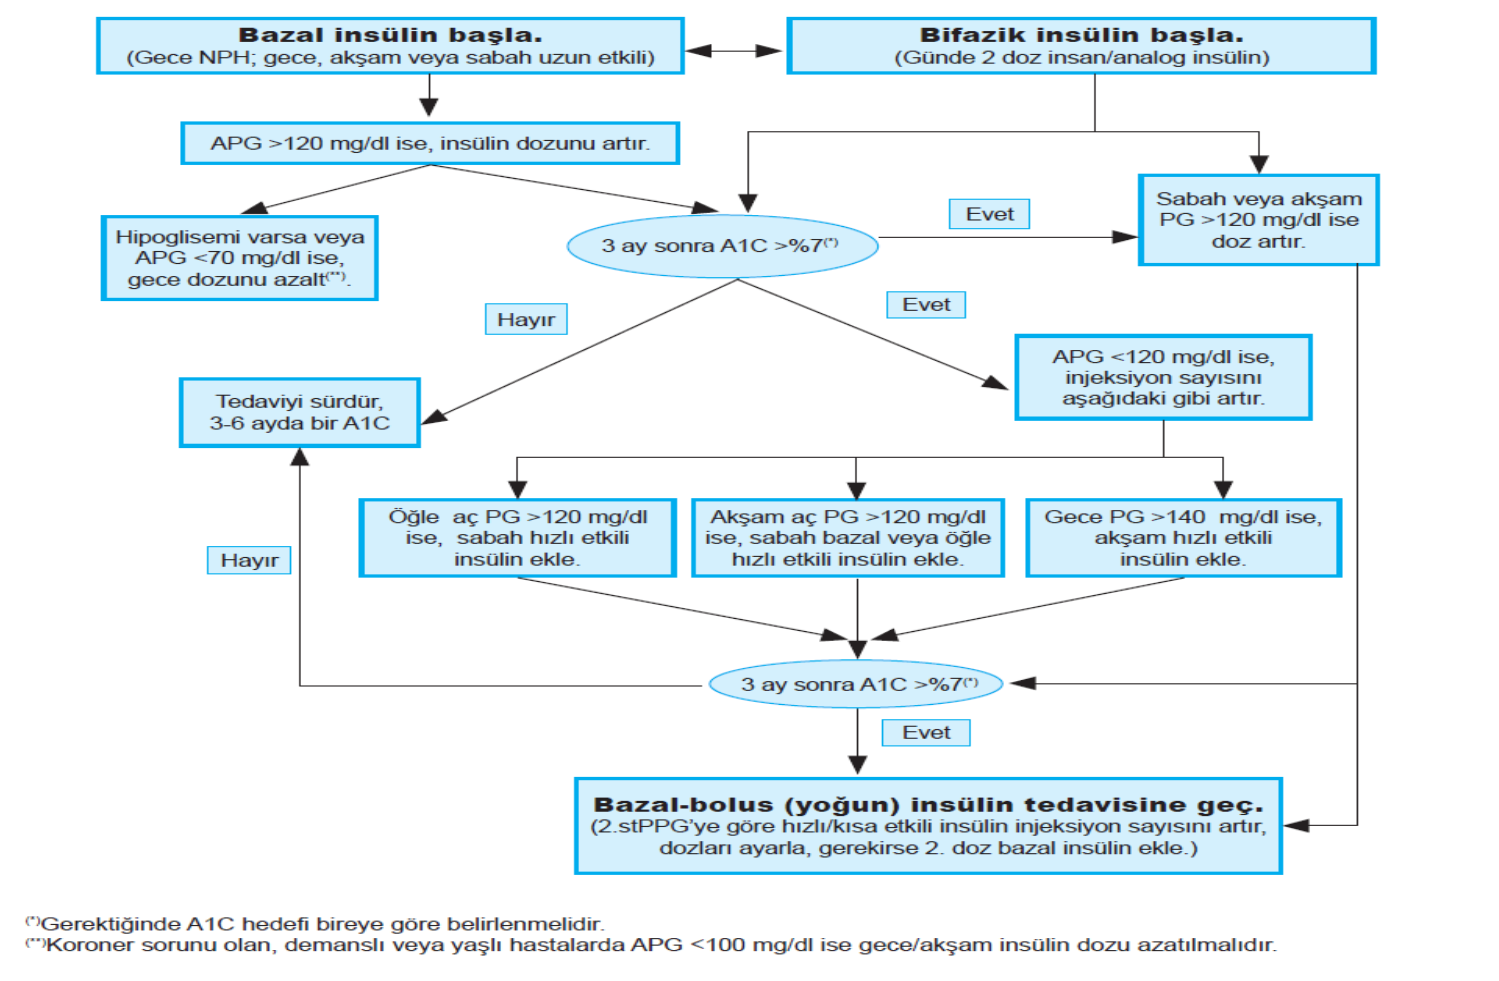 Bazal insülin başla.
(Gece NPH; gece, akşam veya sabah uzun etkili)
Bifazik insülin başla.
(Günde 2 doz insan/analog insülin)
APG >120 mg/dl ise, insülin dozunu artır.
Hipoglisemi varsa veya
APG <70 mg/dl ise,
gece dozunu azalt(**).
3 ay sonra A1C >%7(*)
Evet
Sabah veya akşam
PG >120 mg/dl ise
doz artır.
Hayır
Evet
APG <120 mg/dl ise,
injeksiyon sayısını
aşağıdaki gibi artır.
Tedaviyi sürdür,
3-6 ayda bir A1C
Öğle aç PG >120 mg/dl
ise, sabah hızlı etkili
insülin ekle.
Akşam aç PG >120 mg/dl
ise, sabah bazal veya öğle
hızlı etkili insülin ekle.
Gece PG >140 mg/dl ise,
akşam hızlı etkili
insülin ekle.
Hayır
3 ay sonra A1C >%7(*)
Evet
Bazal-bolus (yoğun) insülin tedavisine geç.
(2.stPPG’ye göre hızlı/kısa etkili insülin injeksiyon sayısını artır,
dozları ayarla, gerekirse 2. doz bazal insülin ekle.)
(*)Gerektiğinde A1C hedefi bireye göre belirlenmelidir.
(**)Koroner sorunu olan, demanslı veya yaşlı hastalarda APG <100 mg/dl ise gece/akşam insülin dozu azatılmalıdır.